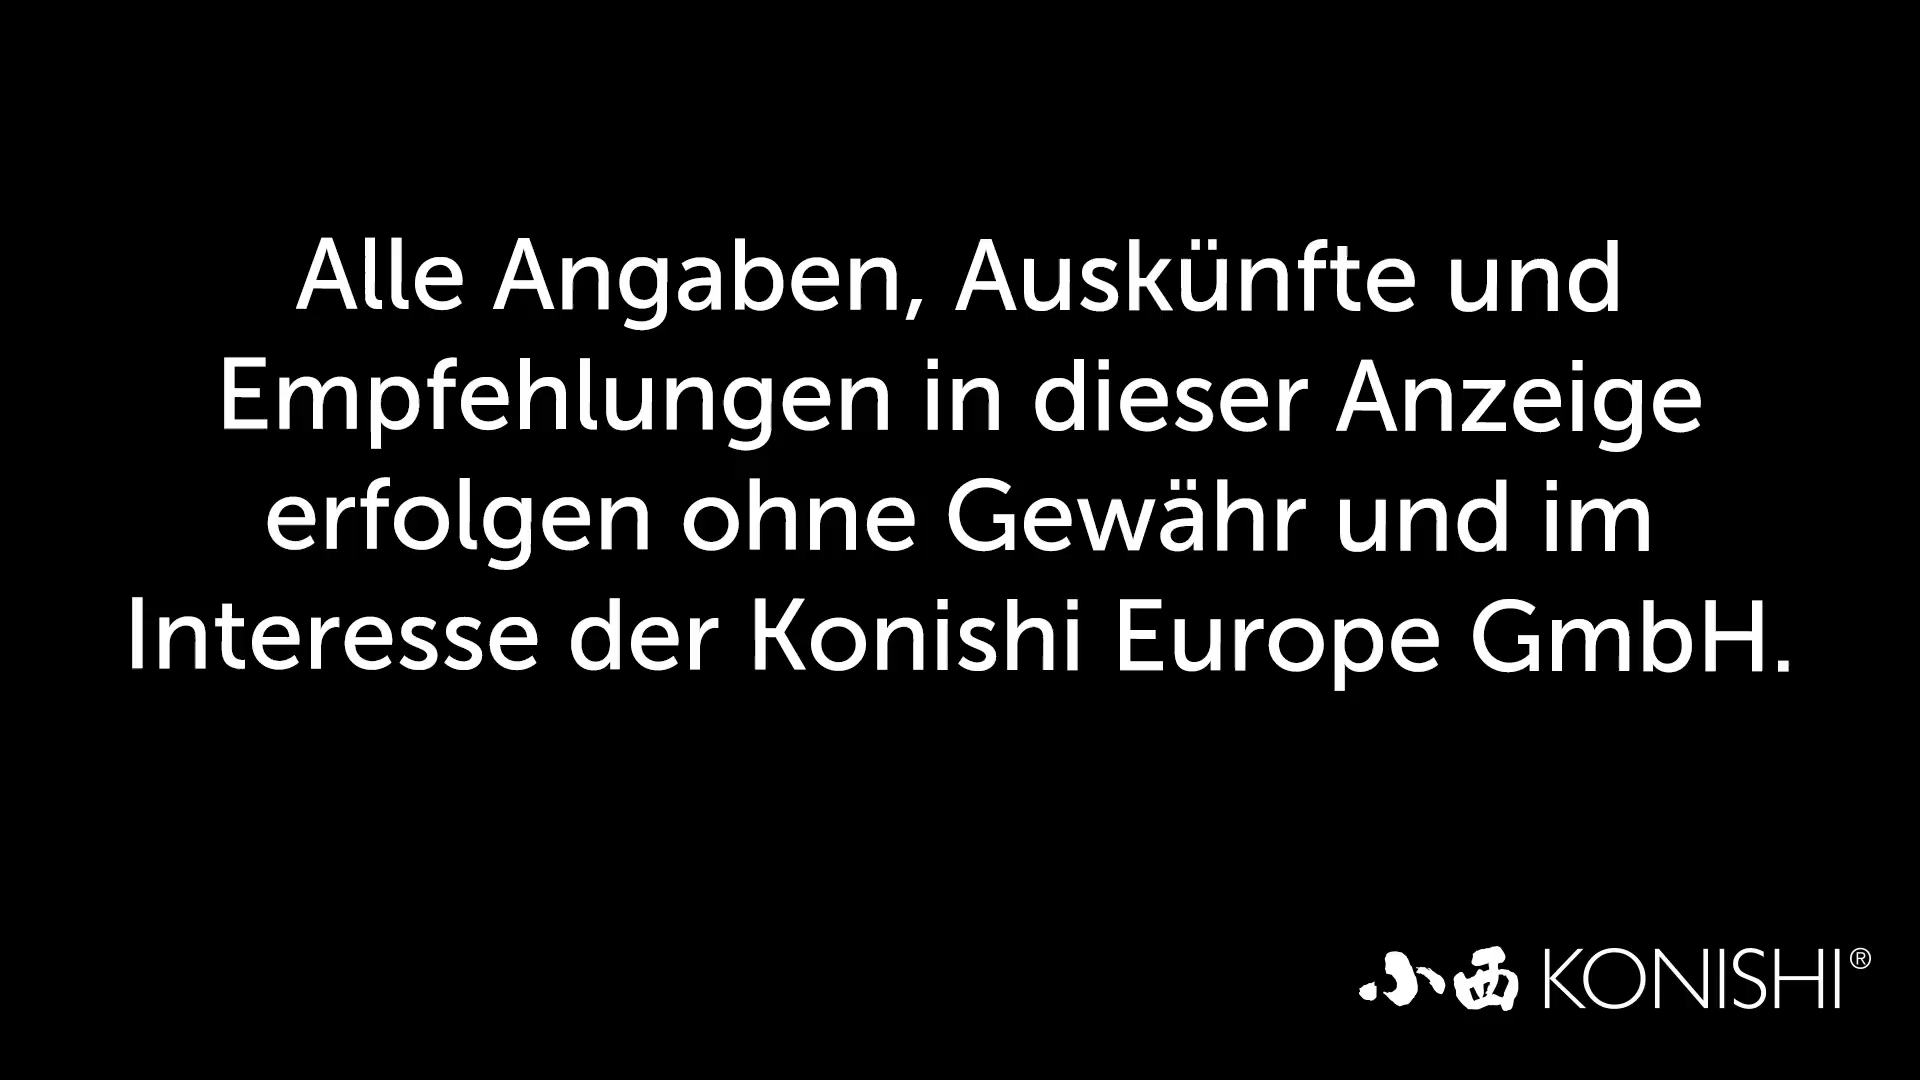 Alle Angaben, Auskünfte und
Empfehlungen in dieser Anzeige
erfolgen ohne Gewähr und im
Interesse der Konishi Europe GmbH.
小西 KONISHI®